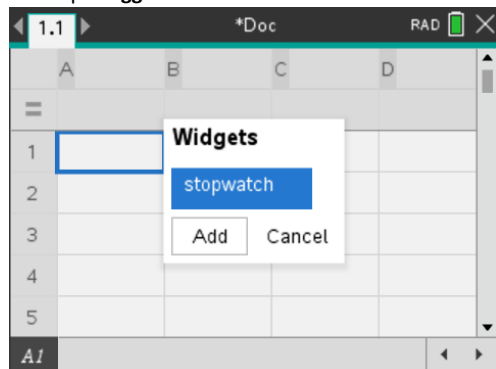 1.1 *Doc RAD
A B C D
=
1
2
3
4
5
Widgets
stopwatch
Add Cancel
A1